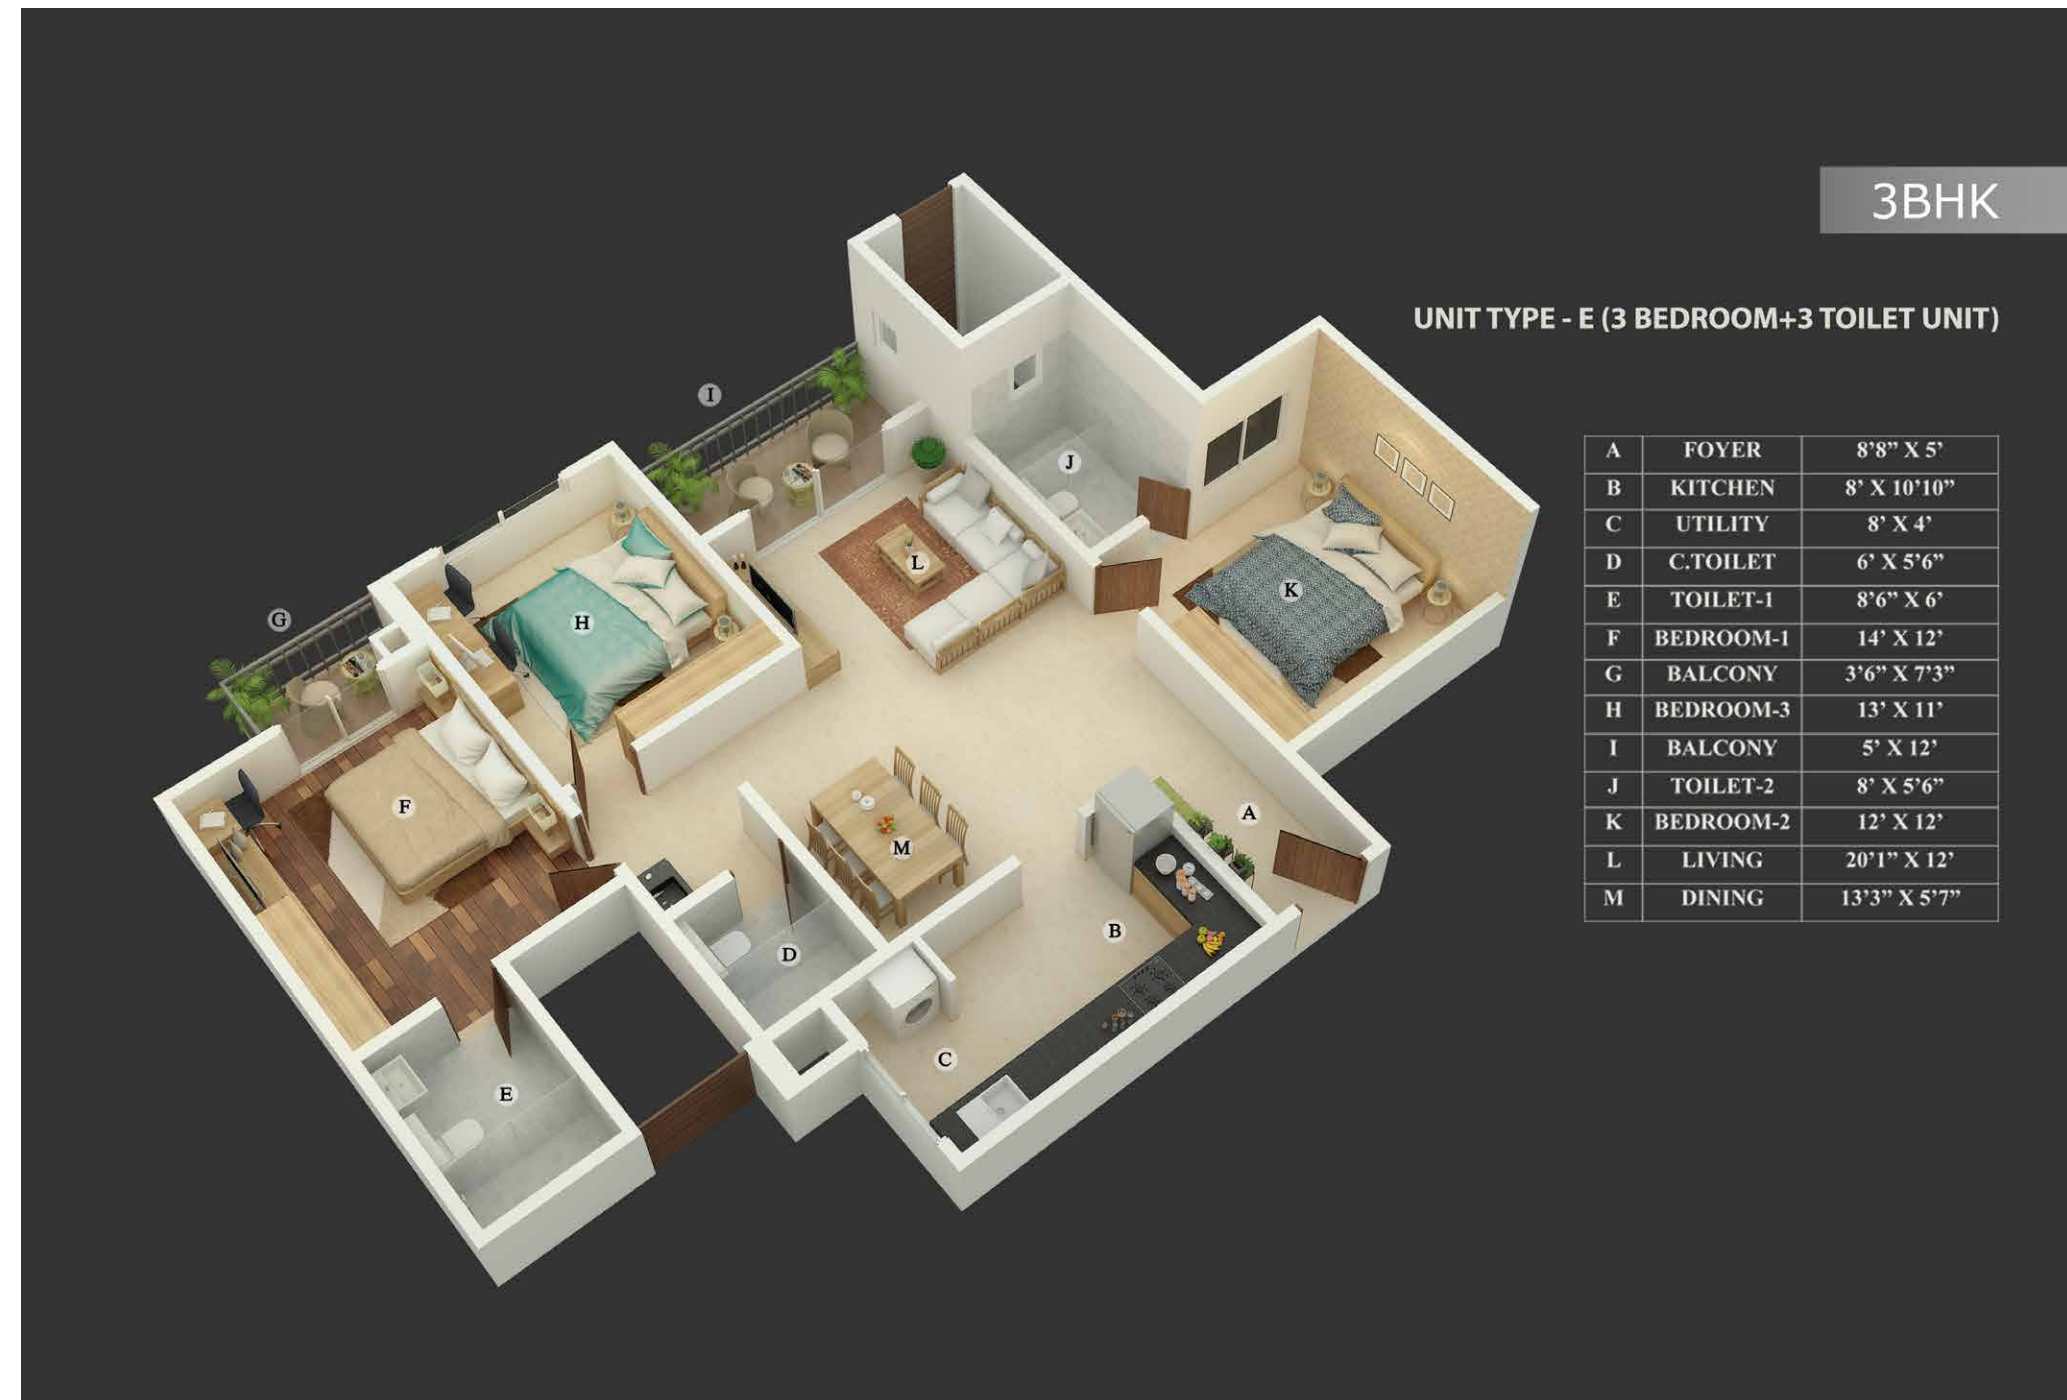 3BHK
UNIT TYPE - E (3 BEDROOM+3 TOILET UNIT)
A FOYER 8'8” X 5’
B KITCHEN 8’ X 10’10”
C UTILITY 8’ X 4’
D C.TOILET 6’ X 5’6”
E TOILET-1 8’6” X 6’
F BEDROOM-1 14’ X 12’
G BALCONY 3’6” X 7’3”
H BEDROOM-3 13’ X 11’
I BALCONY 5’ X 12’
J TOILET-2 8’ X 5’6”
K BEDROOM-2 12’ X 12’
L LIVING 20’1” X 12’
M DINING 13’3” X 5’7”
I
J
L
K
G
H
F
A
M
B
D
C
E